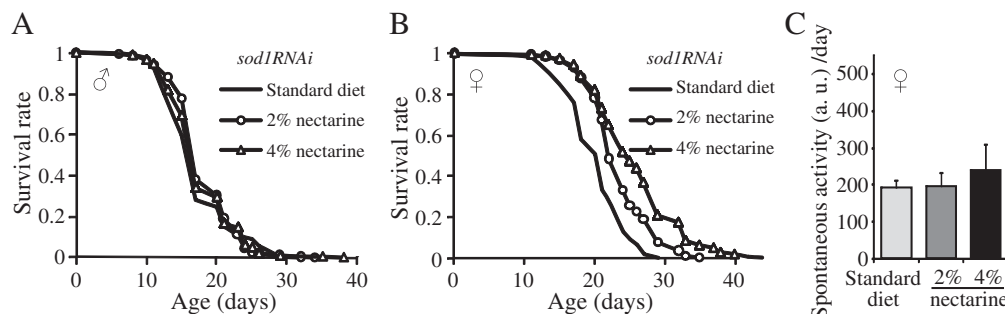 A
Survival rate
1
0.8
0.6
0.4
0.2
0
0 10 20 30 40
Age (days)
♂
sod1RNAi
Standard diet
2% nectarine
4% nectarine
B
Survival rate
1
0.8
0.6
0.4
0.2
0
0 10 20 30 40
Age (days)
♀
sod1RNAi
Standard diet
2% nectarine
4% nectarine
C
Spontaneous activity (a. u.) /day
500
400
300
200
100
0
♀
Standard
diet
2% 4%
nectarine